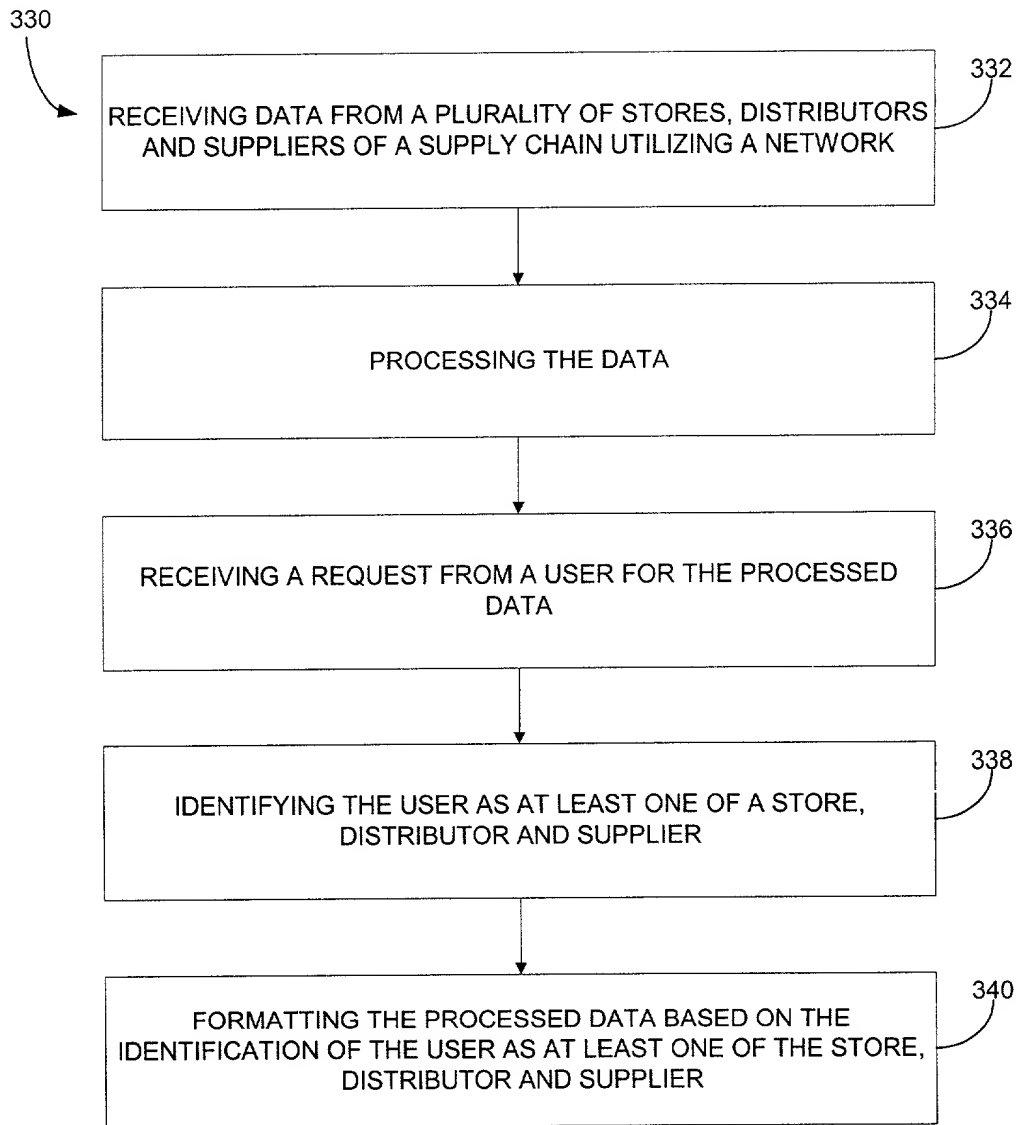 330
332
RECEIVING DATA FROM A PLURALITY OF STORES, DISTRIBUTORS
AND SUPPLIERS OF A SUPPLY CHAIN UTILIZING A NETWORK
334
PROCESSING THE DATA
336
RECEIVING A REQUEST FROM A USER FOR THE PROCESSED
DATA
338
IDENTIFYING THE USER AS AT LEAST ONE OF A STORE,
DISTRIBUTOR AND SUPPLIER
340
FORMATTING THE PROCESSED DATA BASED ON THE
IDENTIFICATION OF THE USER AS AT LEAST ONE OF THE STORE,
DISTRIBUTOR AND SUPPLIER